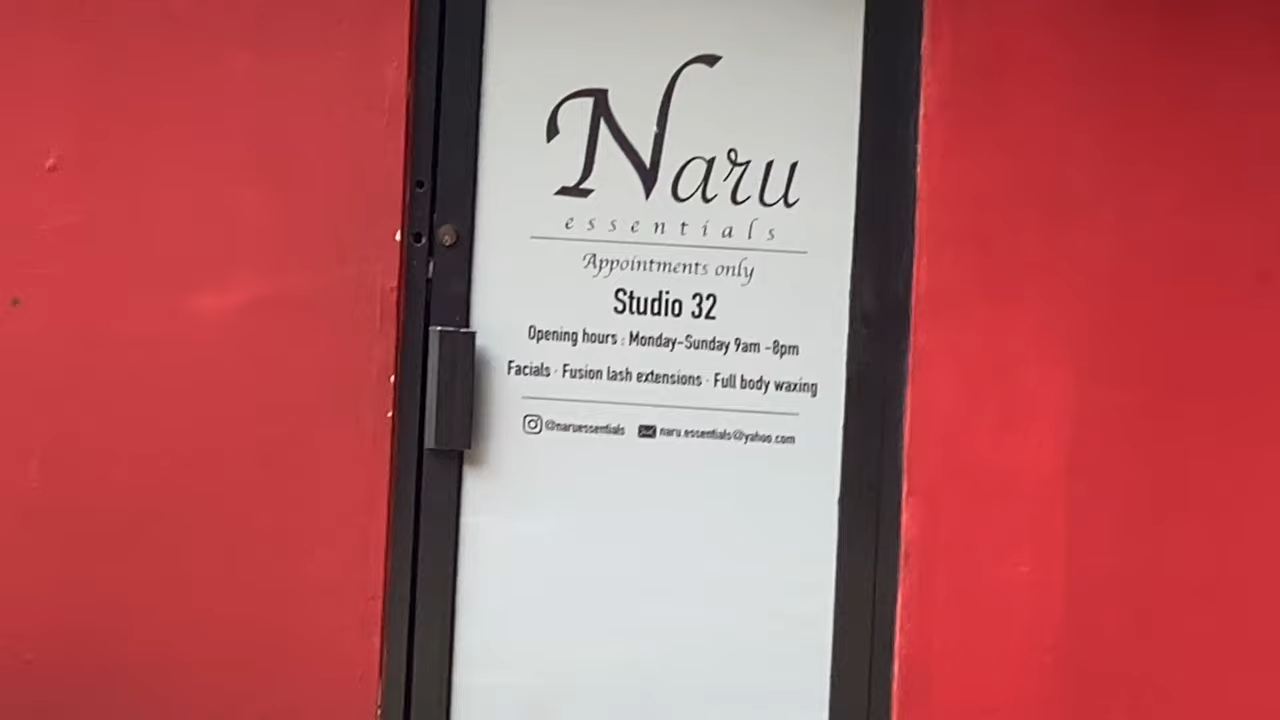 Naru
essentials
Appointments only
Studio 32
Opening hours : Monday-Sunday 9am -8pm
Facials · Fusion lash extensions · Full body waxing
@naruessentials naru.essentials@yahoo.com